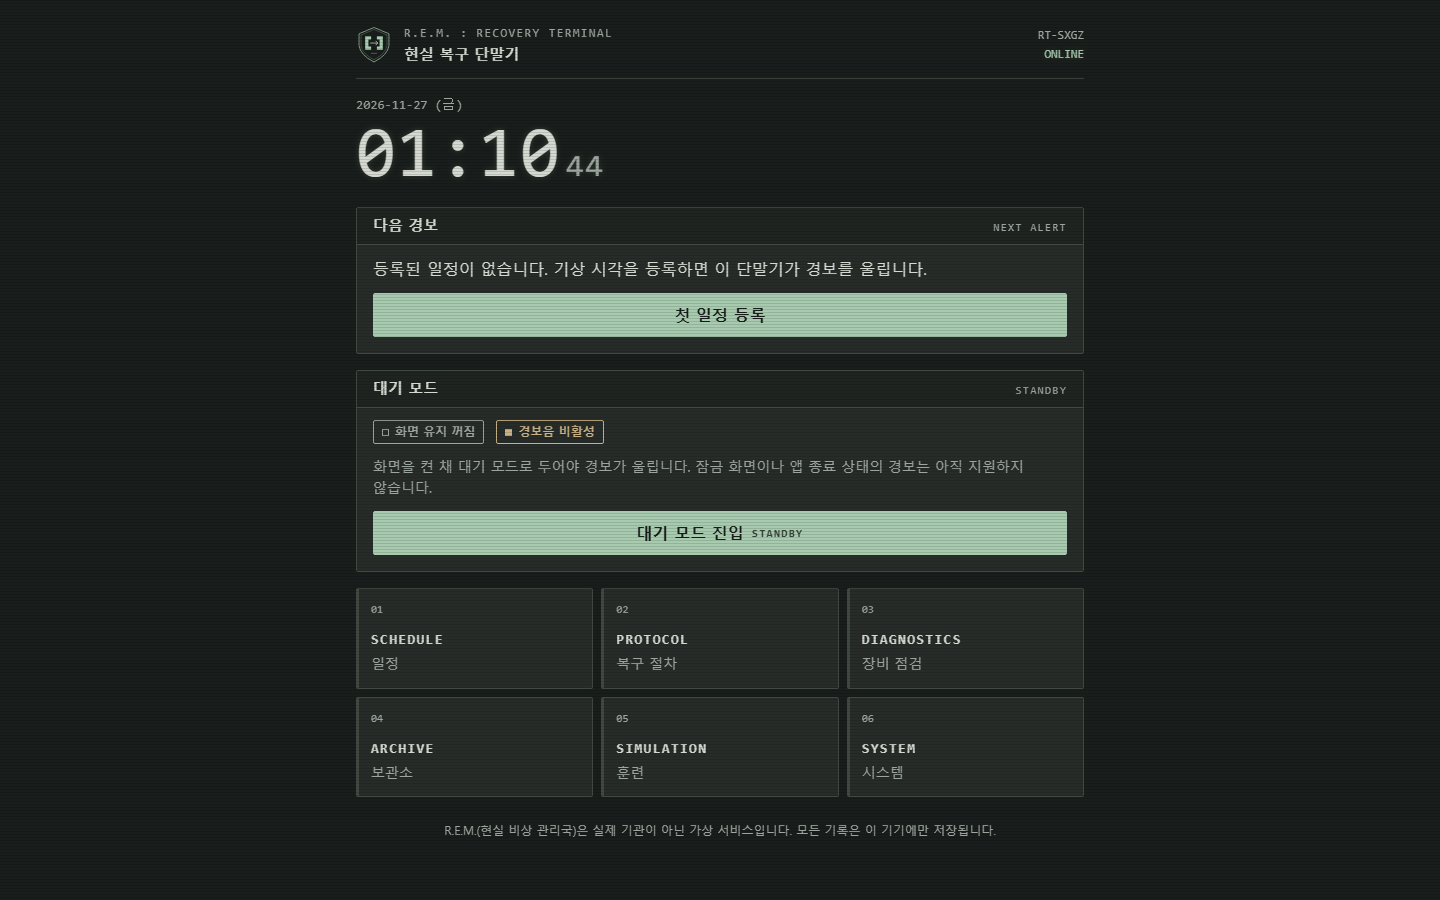 R.E.M. : RECOVERY TERMINAL
현실 복구 단말기
RT-SXGZ
ONLINE
2026-11-27 (금)
01:10 44
다음 경보
NEXT ALERT
등록된 일정이 없습니다. 기상 시각을 등록하면 이 단말기가 경보를 울립니다.
첫 일정 등록
대기 모드
STANDBY
화면 유지 꺼짐
경보음 비활성
화면을 켠 채 대기 모드로 두어야 경보가 울립니다. 잠금 화면이나 앱 종료 상태의 경보는 아직 지원하지
않습니다.
대기 모드 진입 STANDBY
01
SCHEDULE
일정
02
PROTOCOL
복구 절차
03
DIAGNOSTICS
장비 점검
04
ARCHIVE
보관소
05
SIMULATION
훈련
06
SYSTEM
시스템
R.E.M.(현실 비상 관리국)은 실제 기관이 아닌 가상 서비스입니다. 모든 기록은 이 기기에만 저장됩니다.